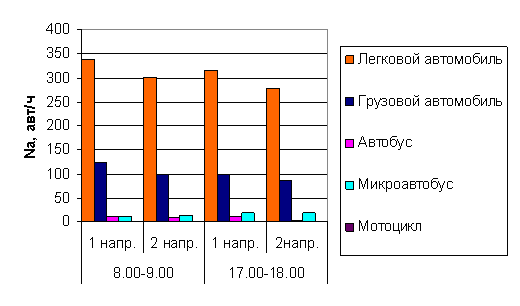 400
350
300
250
200
150
100
50
0
Na, авт/ч
1 напр. 2 напр. 1 напр. 2напр.
8.00-9.00 17.00-18.00
Легковой автомобиль
Грузовой автомобиль
Автобус
Микроавтобус
Мотоцикл